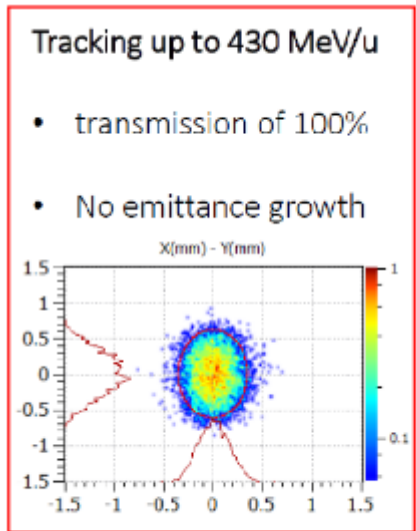 Tracking up to 430 MeV/u
• transmission of 100%
• No emittance growth
X(mm) - Y(mm)
1.5
1
0.5
0
-0.5
-1
1.5
-1.5 -1 -0.5 0 0.5 1 1.5
1
0.1